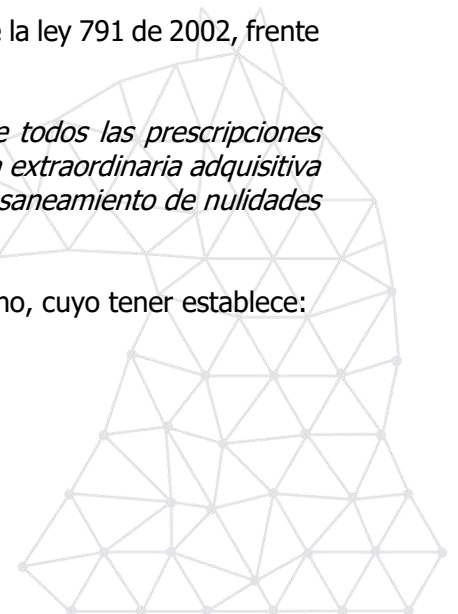 e la ley 791 de 2002, frente
e todos las prescripciones
extraordinaria adquisitiva
saneamiento de nulidades
no, cuyo tener establece: